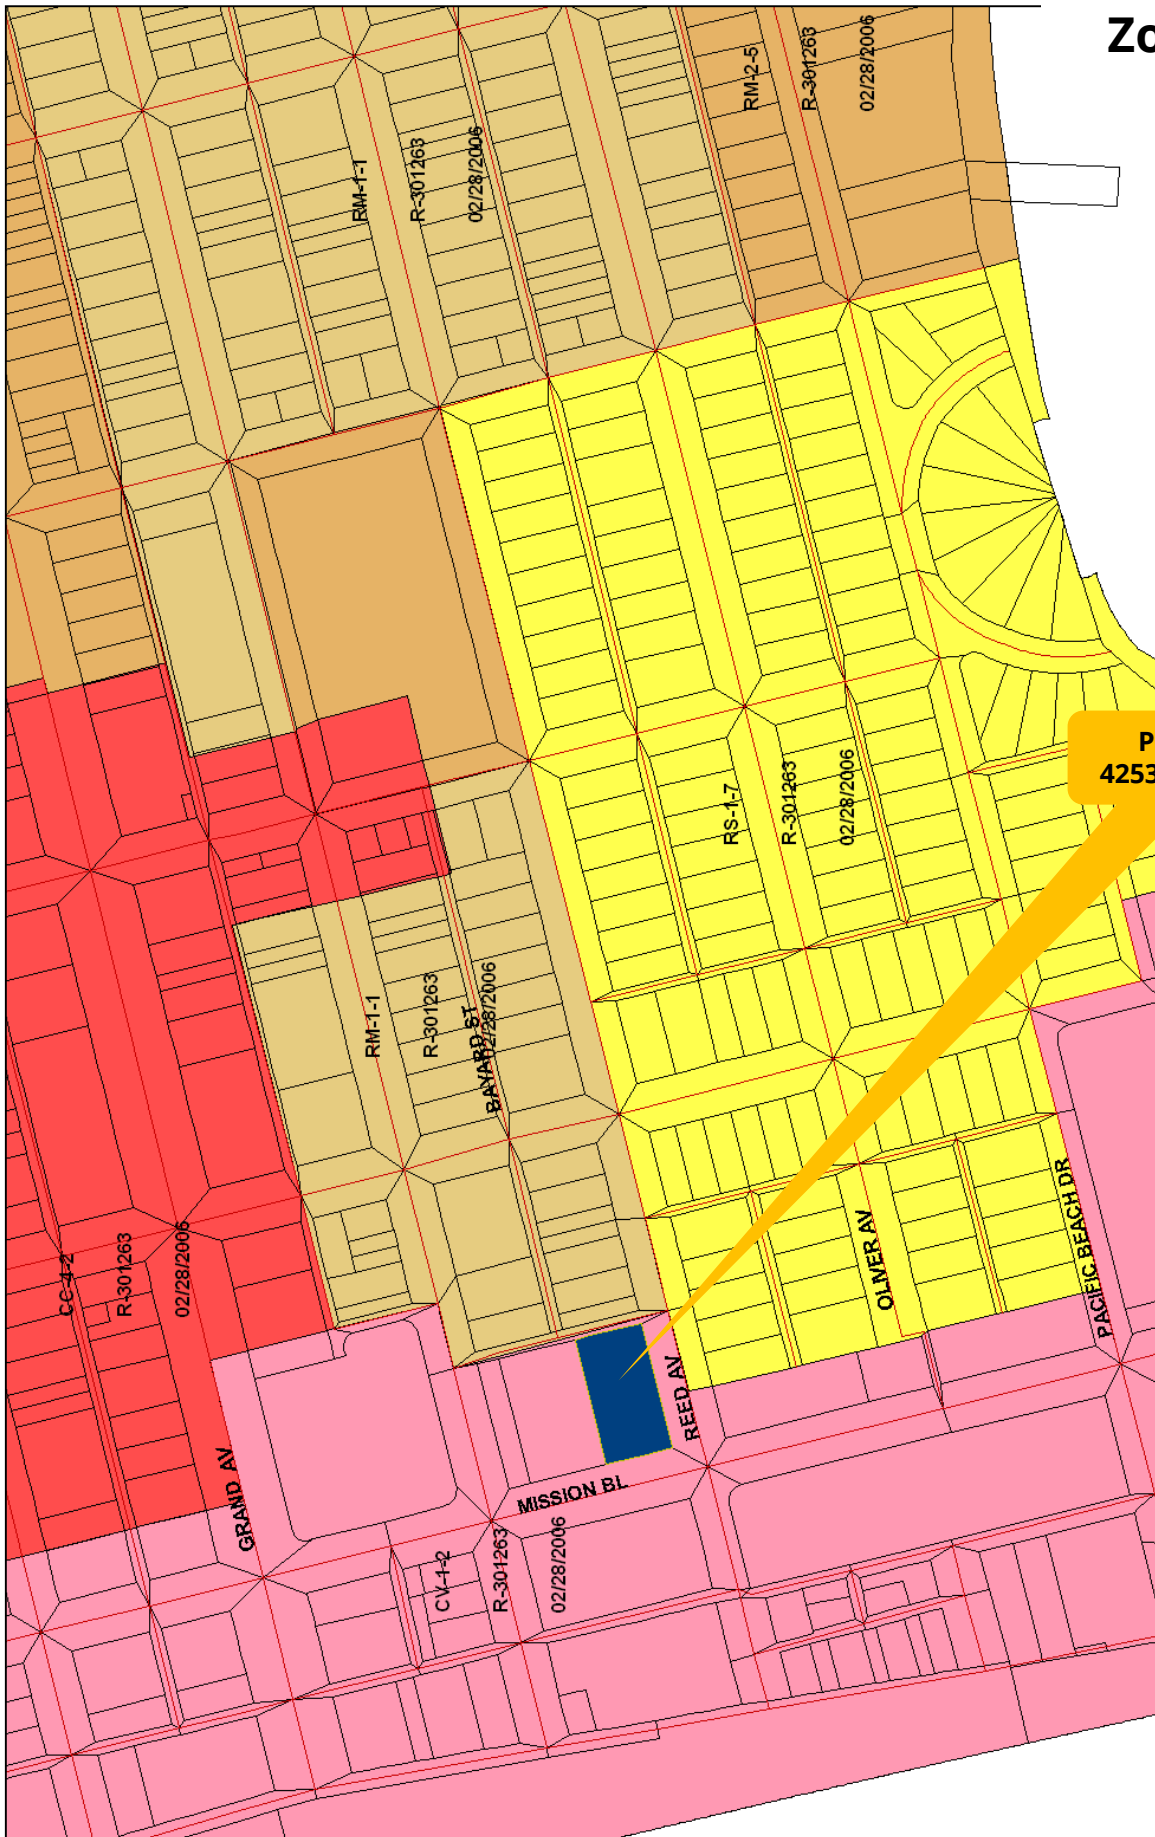 Zo
RM-2-5
R-301263
02/28/2006
RM-1-1
R-301263
02/28/2006
P
4253
RS-1-7
R-301263
02/28/2006
RM-1-1
R-301263
02/28/2006
BAYARD ST
CC-4-2
R-301263
02/28/2006
OLIVER AV
PACIFIC BEACH DR
REED AV
GRAND AV
MISSION BL
CV-1-2
R-301263
02/28/2006